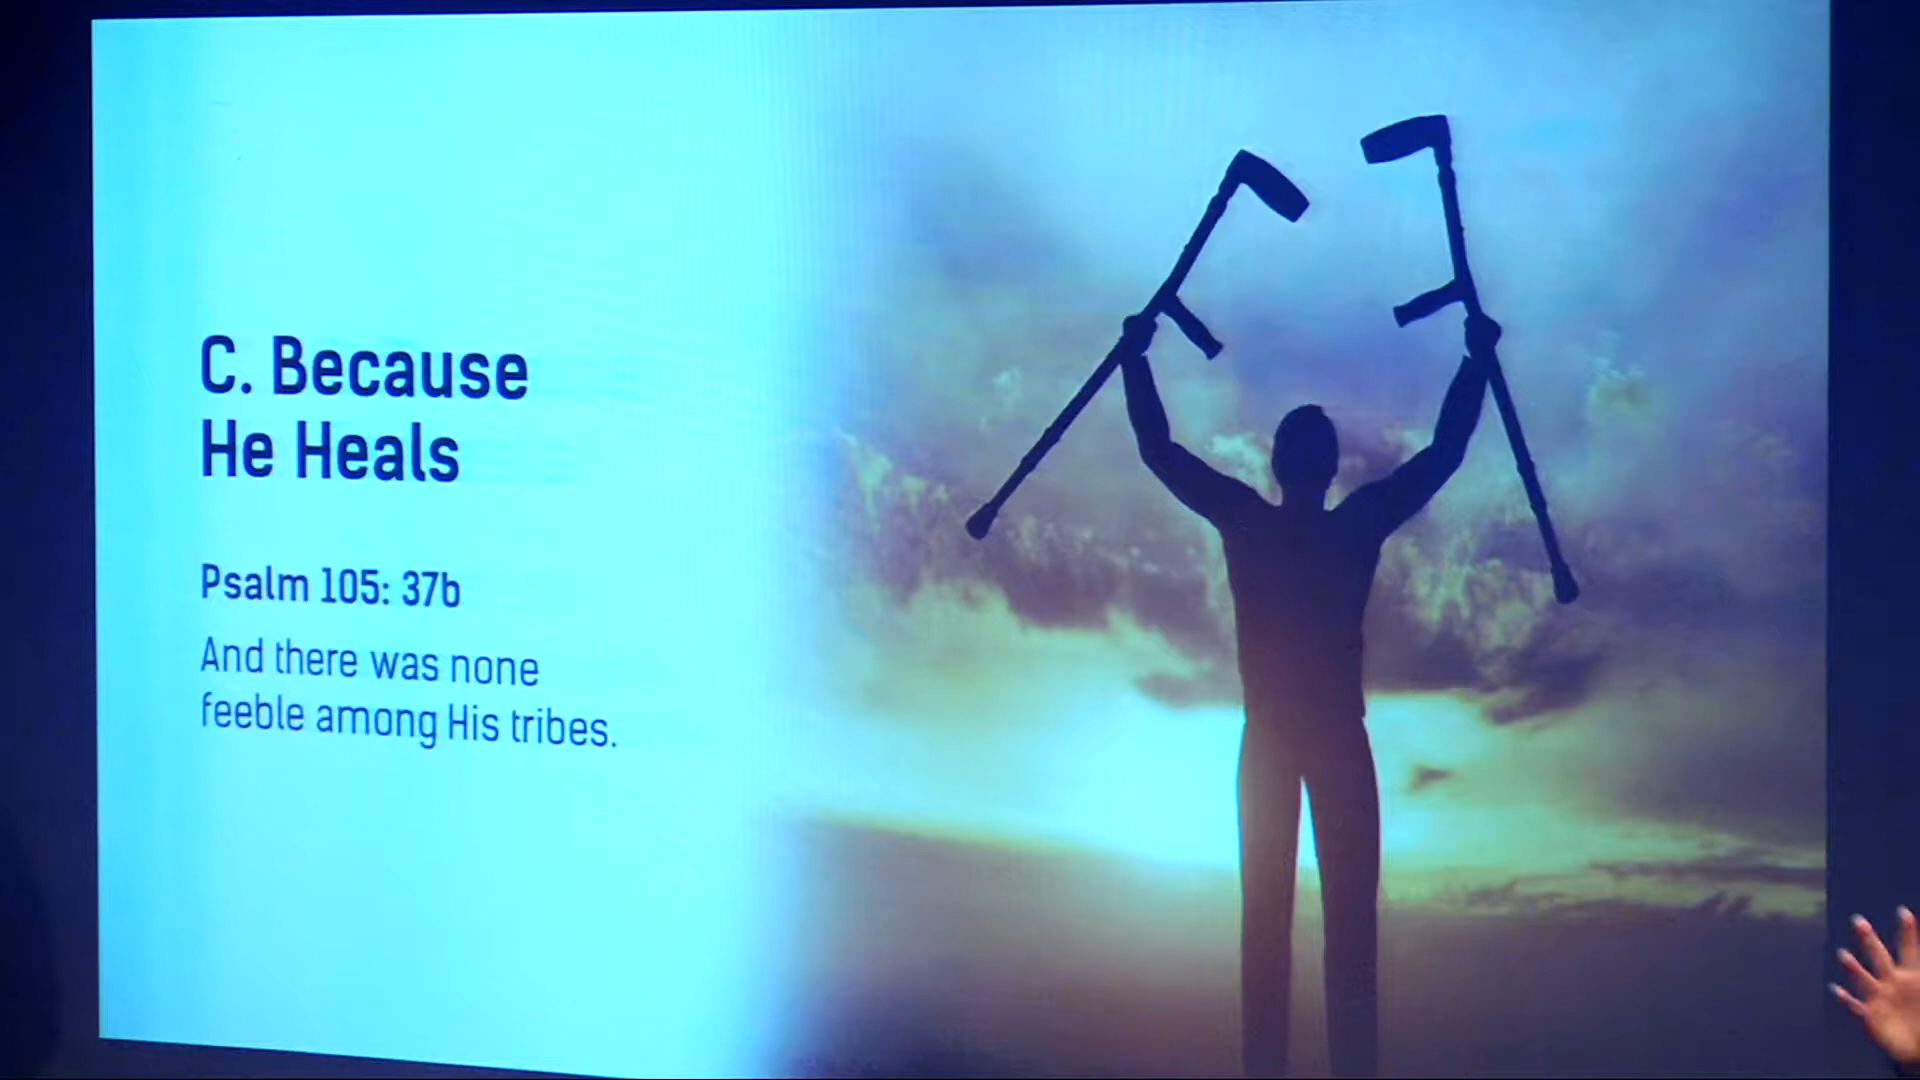 C. Because
He Heals
Psalm 105: 37b
And there was none
feeble among His tribes.